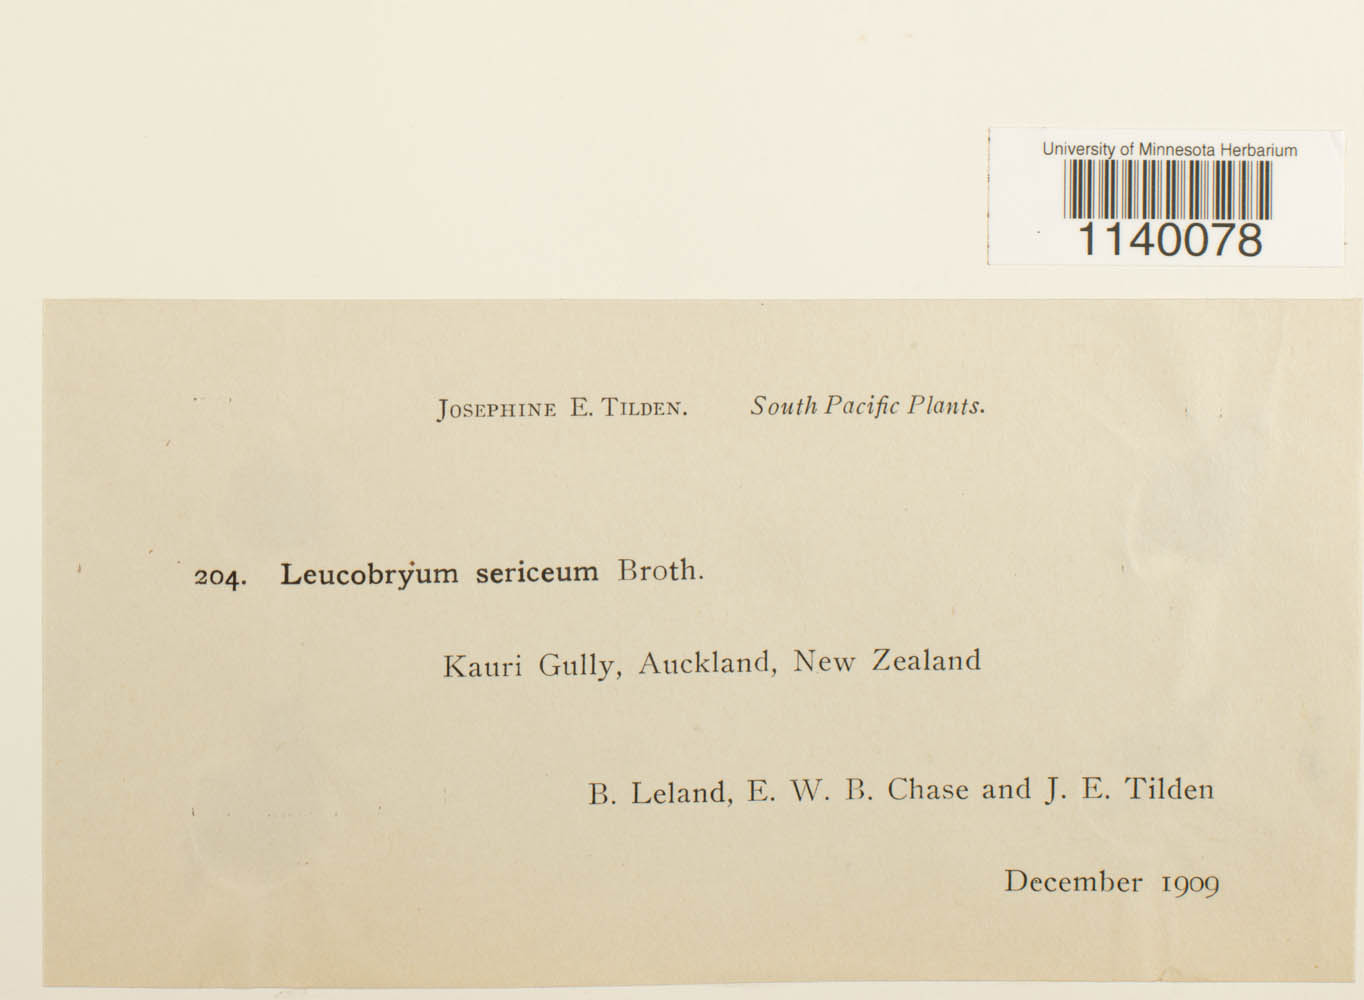 University of Minnesota Herbarium
1140078
Josephine E. Tilden. South Pacific Plants.
204. Leucobryum sericeum Broth.
Kauri Gully, Auckland, New Zealand
B. Leland, E. W. B. Chase and J. E. Tilden
December 1909